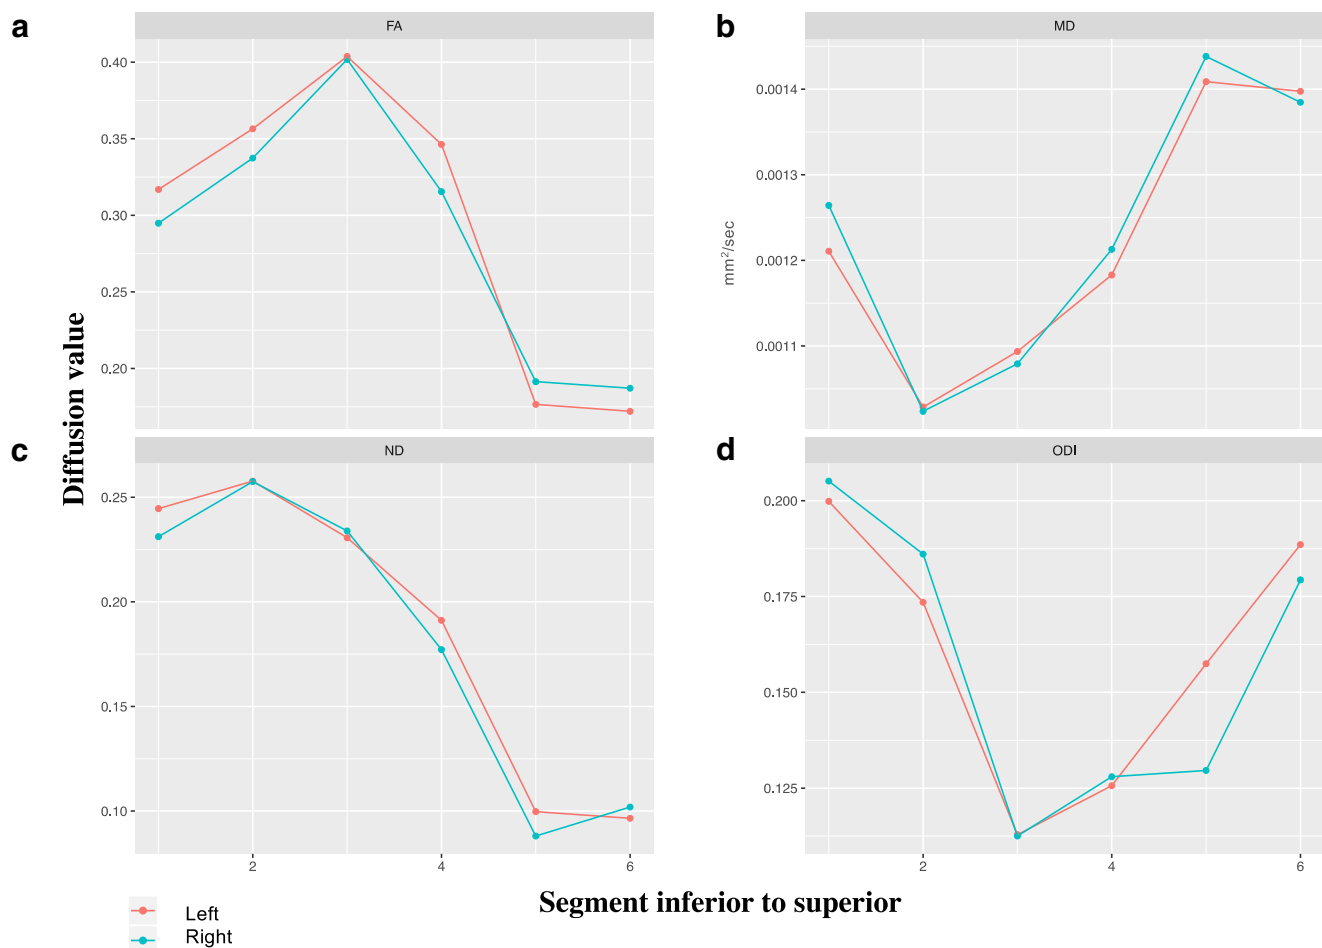 a
FA
0.40
0.35
0.30
0.25
0.20
b
MD
0.0014
0.0013
0.0012
0.0011
mm²/sec
Diffusion value
c
ND
0.25
0.20
0.15
0.10
2 4 6
d
ODI
0.200
0.175
0.150
0.125
2 4 6
Segment inferior to superior
Left
Right